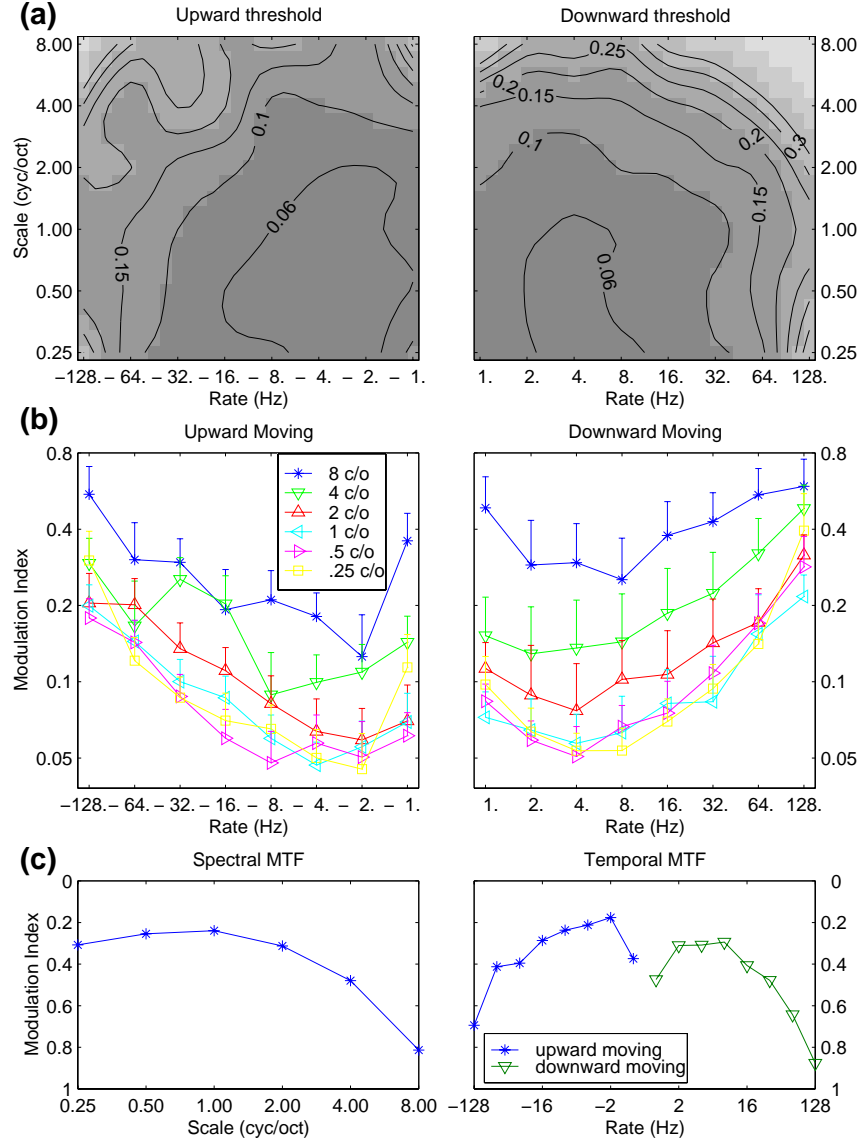 (a)
Upward threshold
Downward threshold
8.00
4.00
2.00
1.00
0.50
0.25
Scale (cyc/oct)
0.1
0.06
0.15
−128. − 64. − 32. − 16. − 8. − 4. − 2. − 1.
Rate (Hz)
0.25
0.2
0.15
0.1
0.2
0.3
0.15
0.06
8.00
4.00
2.00
1.00
0.50
0.25
1. 2. 4. 8. 16. 32. 64. 128.
Rate (Hz)
(b)
Upward Moving
Downward Moving
0.8
0.4
0.2
0.1
0.05
Modulation Index
8 c/o
4 c/o
2 c/o
1 c/o
.5 c/o
.25 c/o
−128. − 64. − 32. − 16. − 8. − 4. − 2. − 1.
Rate (Hz)
0.8
0.4
0.2
0.1
0.05
1. 2. 4. 8. 16. 32. 64. 128.
Rate (Hz)
(c)
Spectral MTF
Temporal MTF
0
0.2
0.4
0.6
0.8
1
Modulation Index
0.25 0.50 1.00 2.00 4.00 8.00
Scale (cyc/oct)
0
0.2
0.4
0.6
0.8
1
upward moving
downward moving
−128 −16 −2 2 16 128
Rate (Hz)